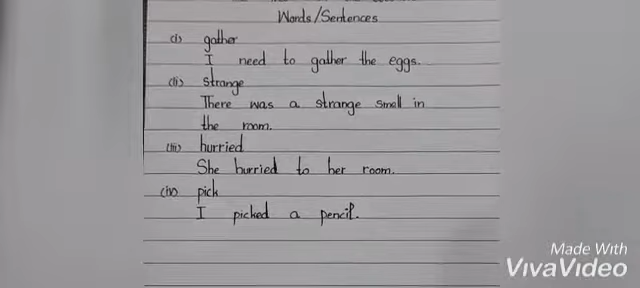 Words/Sentences
(i) gather
I need to gather the eggs.
(ii) strange
There was a strange smell in
the room.
(iii) hurried
She hurried to her room.
(iv) pick
I picked a pencil.
Made With
VivaVideo